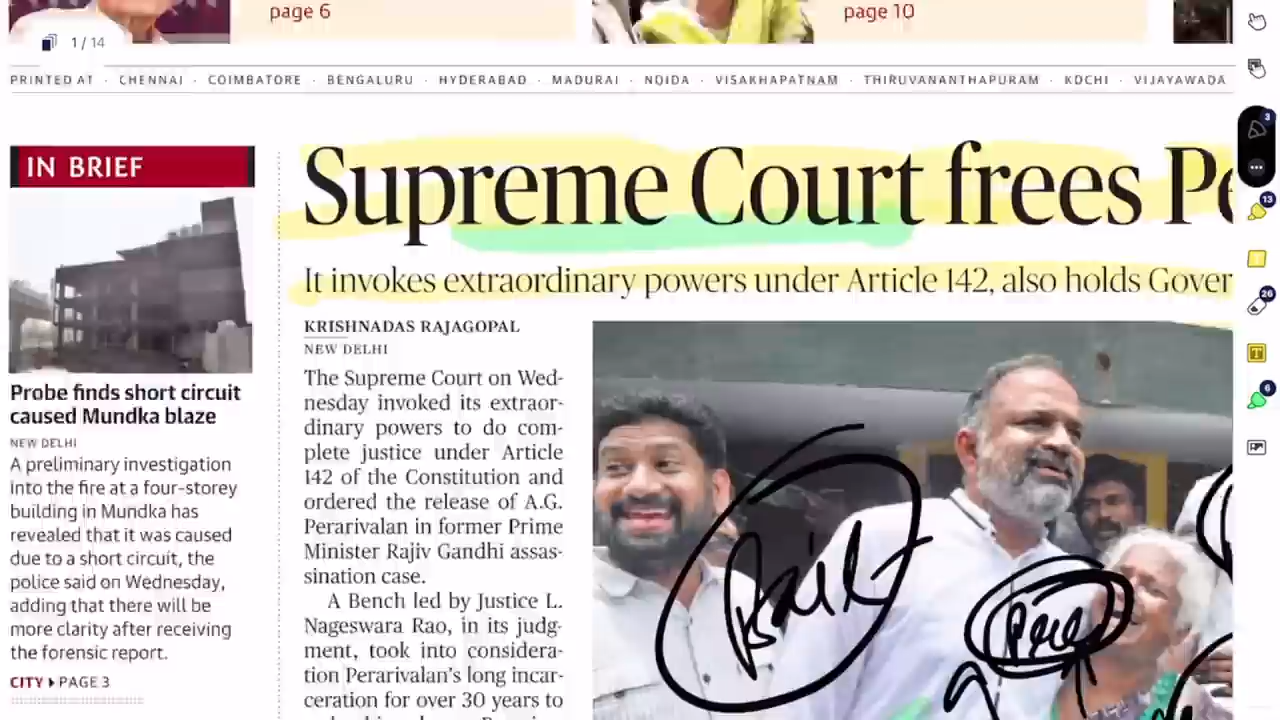 page 6
page 10
1 / 14
PRINTED AT · CHENNAI · COIMBATORE · BENGALURU · HYDERABAD · MADURAI · NOIDA · VISAKHAPATNAM · THIRUVANANTHAPURAM · KOCHI · VIJAYAWADA
IN BRIEF
Probe finds short circuit
caused Mundka blaze
NEW DELHI
A preliminary investigation
into the fire at a four-storey
building in Mundka has
revealed that it was caused
due to a short circuit, the
police said on Wednesday,
adding that there will be
more clarity after receiving
the forensic report.
CITY PAGE 3
Supreme Court frees Pe
It invokes extraordinary powers under Article 142, also holds Gover
KRISHNADAS RAJAGOPAL
NEW DELHI
The Supreme Court on Wed-
nesday invoked its extraor-
dinary powers to do com-
plete justice under Article
142 of the Constitution and
ordered the release of A.G.
Perarivalan in former Prime
Minister Rajiv Gandhi assas-
sination case.
A Bench led by Justice L.
Nageswara Rao, in its judg-
ment, took into considera-
tion Perarivalan's long incar-
ceration for over 30 years to
Bail
3
13
26
T
6